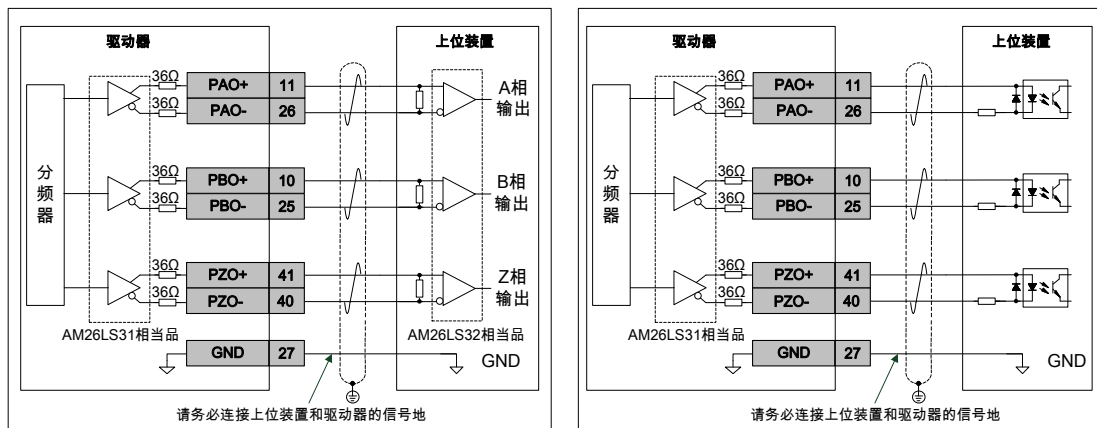 驱动器
上位装置
36Ω PAO+ 11
36Ω PAO- 26
A相
输出
分频器
36Ω PBO+ 10
36Ω PBO- 25
B相
输出
36Ω PZO+ 41
36Ω PZO- 40
Z相
输出
AM26LS31相当品
AM26LS32相当品
GND 27
GND
请务必连接上位装置和驱动器的信号地
驱动器
上位装置
36Ω PAO+ 11
36Ω PAO- 26
分频器
36Ω PBO+ 10
36Ω PBO- 25
36Ω PZO+ 41
36Ω PZO- 40
AM26LS31相当品
GND 27
GND
请务必连接上位装置和驱动器的信号地